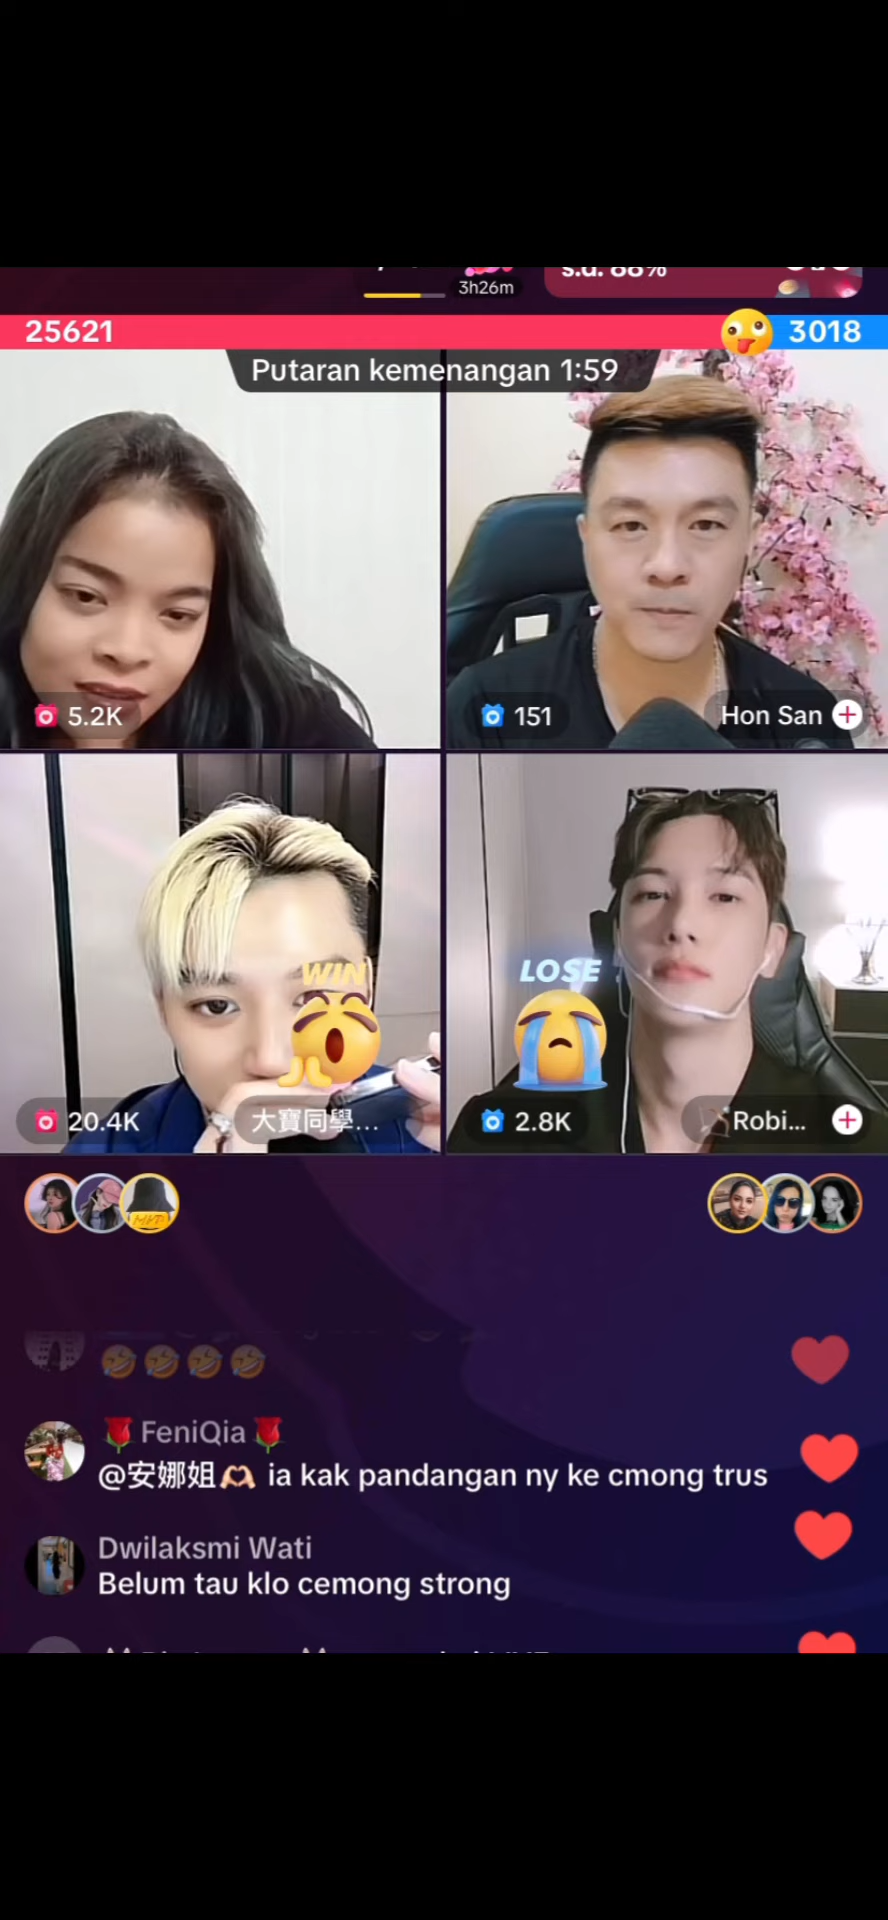 3h26m
s.d. 88%
25621
3018
Putaran kemenangan 1:59
5.2K
151
Hon San
WIN
LOSE
20.4K
大寶同學...
2.8K
Robi...
MVP
FeniQia
@安娜姐 ia kak pandangan ny ke cmong trus
Dwilaksmi Wati
Belum tau klo cemong strong